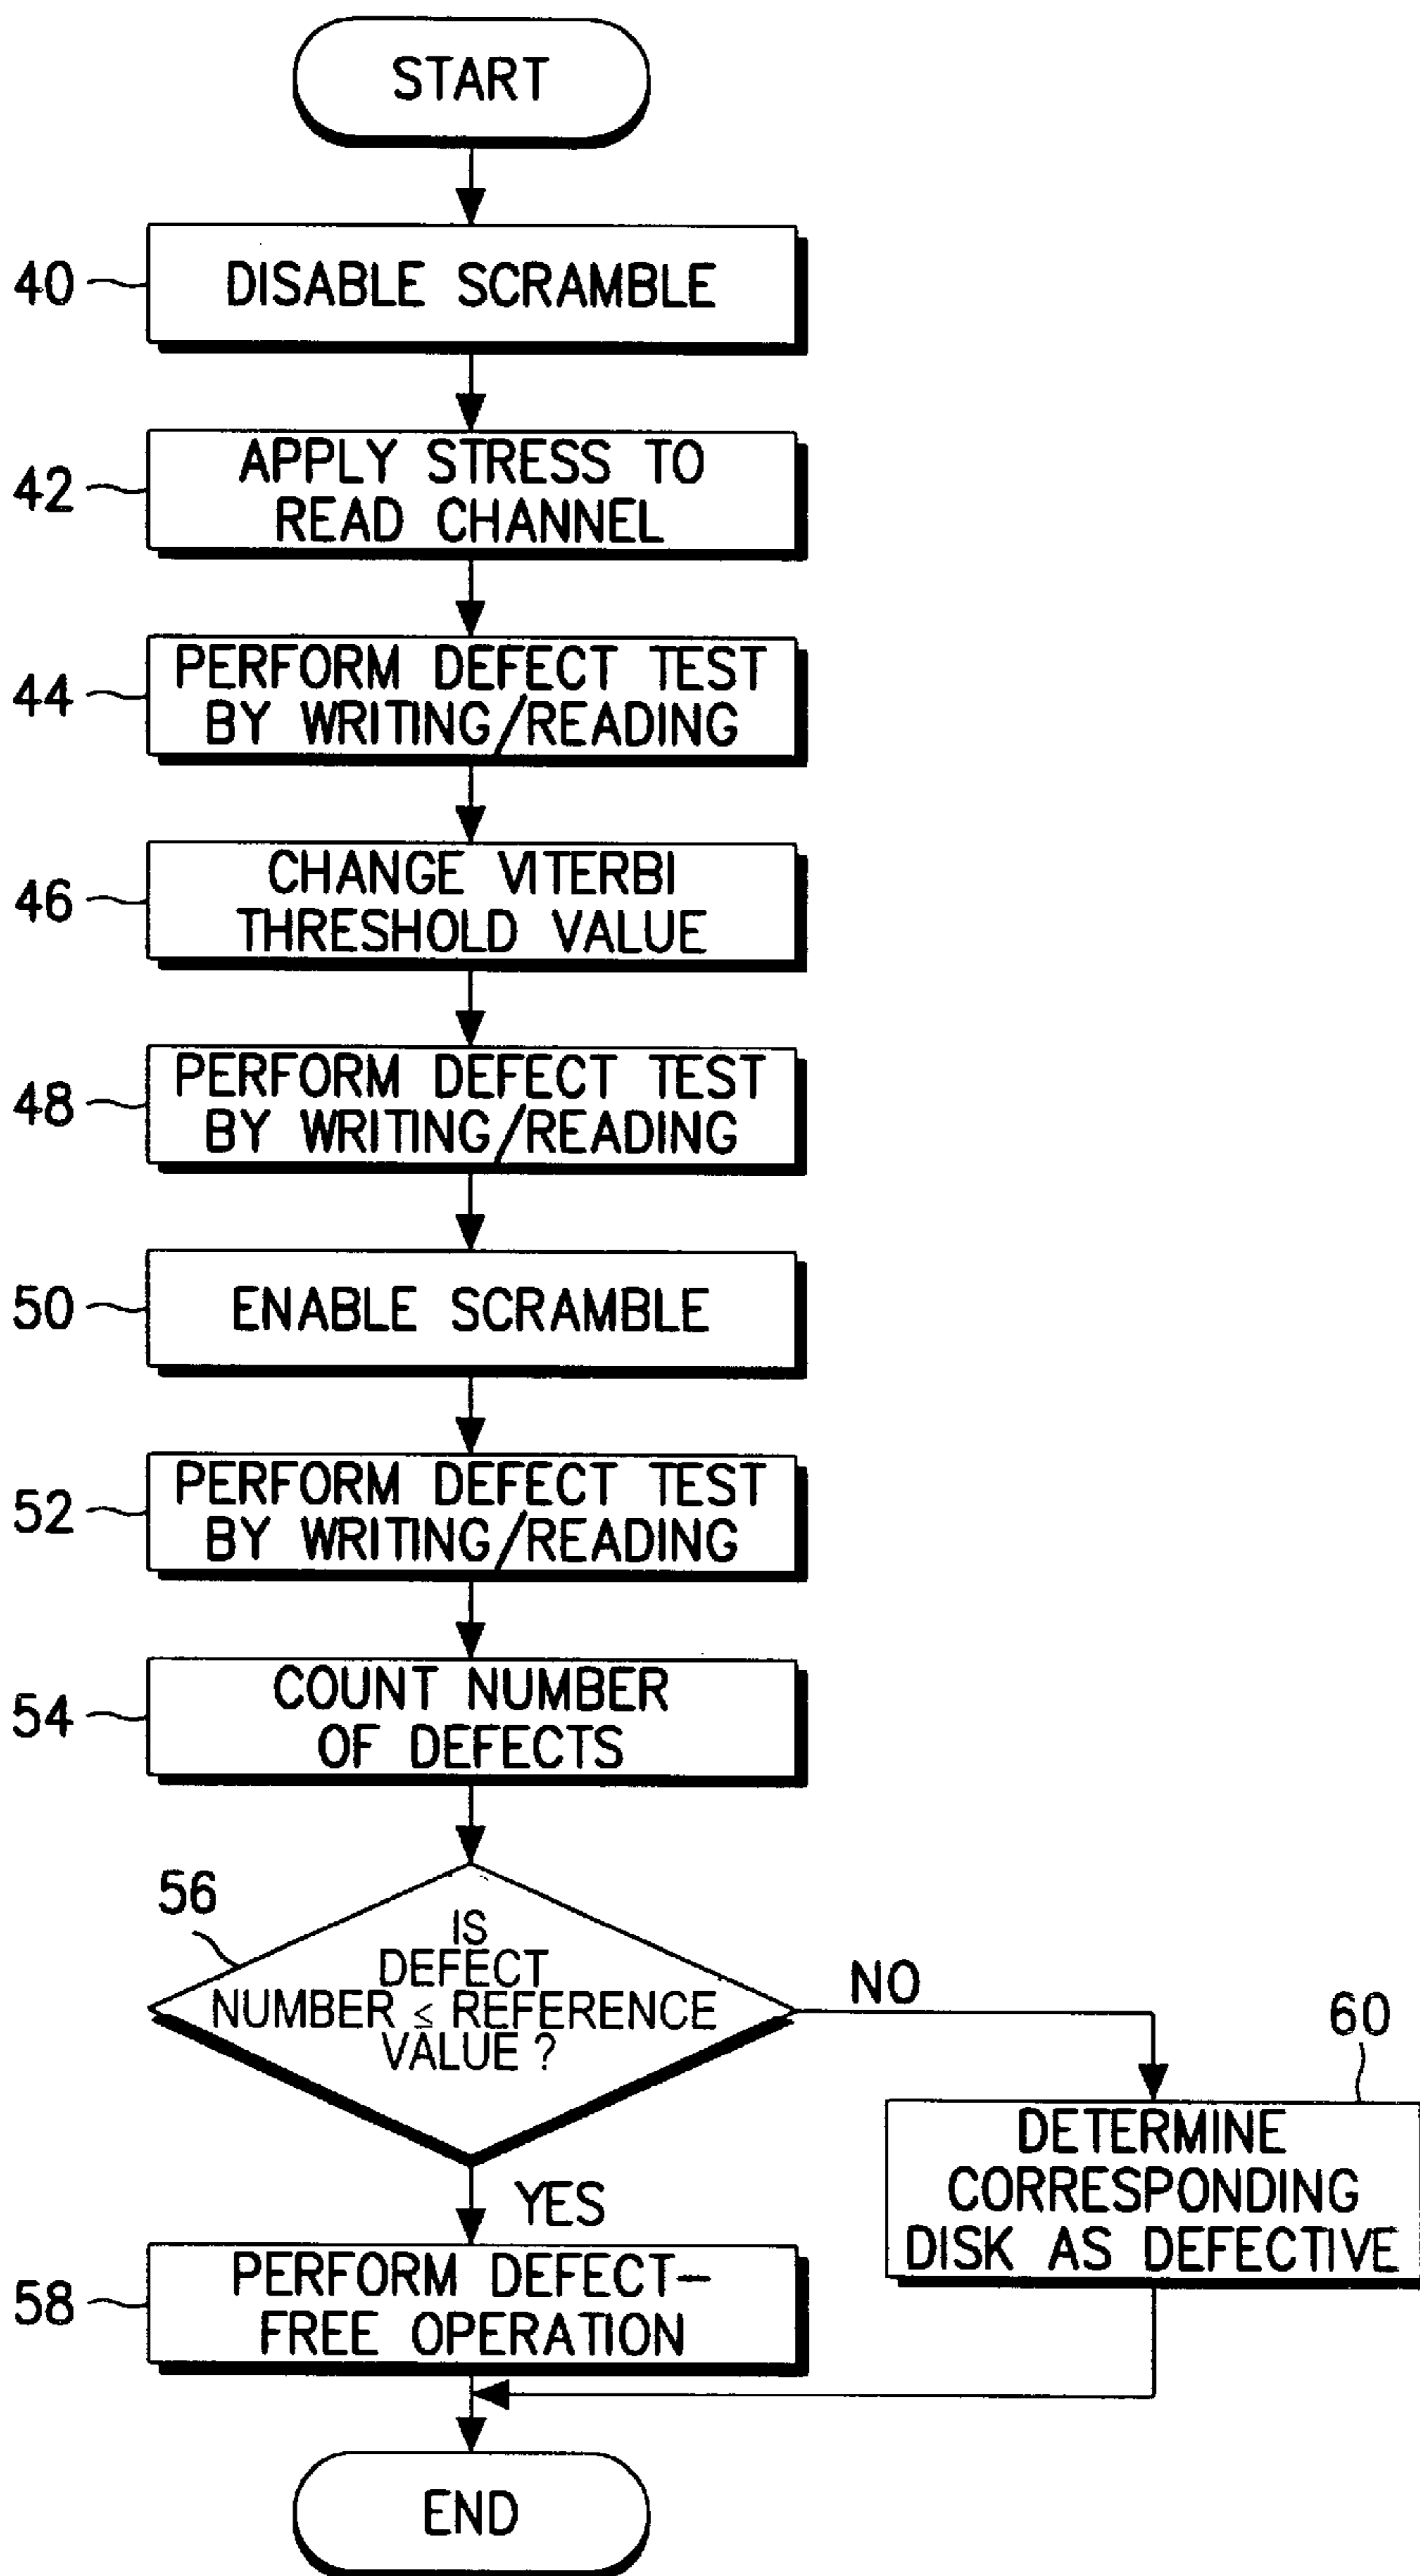 START
40
DISABLE SCRAMBLE
42
APPLY STRESS TO
READ CHANNEL
44
PERFORM DEFECT TEST
BY WRITING/READING
46
CHANGE VITERBI
THRESHOLD VALUE
48
PERFORM DEFECT TEST
BY WRITING/READING
50
ENABLE SCRAMBLE
52
PERFORM DEFECT TEST
BY WRITING/READING
54
COUNT NUMBER
OF DEFECTS
56
IS
DEFECT
NUMBER ≤ REFERENCE
VALUE ?
NO
60
DETERMINE
CORRESPONDING
DISK AS DEFECTIVE
YES
58
PERFORM DEFECT-
FREE OPERATION
END